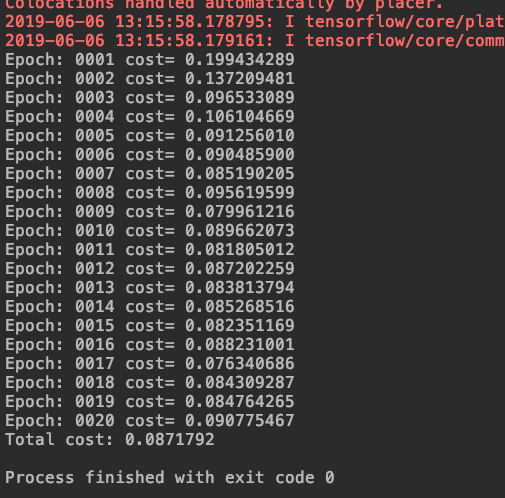 Colocations handled automatically by placer.
2019-06-06 13:15:58.178795: I tensorflow/core/plat
2019-06-06 13:15:58.179161: I tensorflow/core/comm
Epoch: 0001 cost= 0.199434289
Epoch: 0002 cost= 0.137209481
Epoch: 0003 cost= 0.096533089
Epoch: 0004 cost= 0.106104669
Epoch: 0005 cost= 0.091256010
Epoch: 0006 cost= 0.090485900
Epoch: 0007 cost= 0.085190205
Epoch: 0008 cost= 0.095619599
Epoch: 0009 cost= 0.079961216
Epoch: 0010 cost= 0.089662073
Epoch: 0011 cost= 0.081805012
Epoch: 0012 cost= 0.087202259
Epoch: 0013 cost= 0.083813794
Epoch: 0014 cost= 0.085268516
Epoch: 0015 cost= 0.082351169
Epoch: 0016 cost= 0.088231001
Epoch: 0017 cost= 0.076340686
Epoch: 0018 cost= 0.084309287
Epoch: 0019 cost= 0.084764265
Epoch: 0020 cost= 0.090775467
Total cost: 0.0871792
Process finished with exit code 0